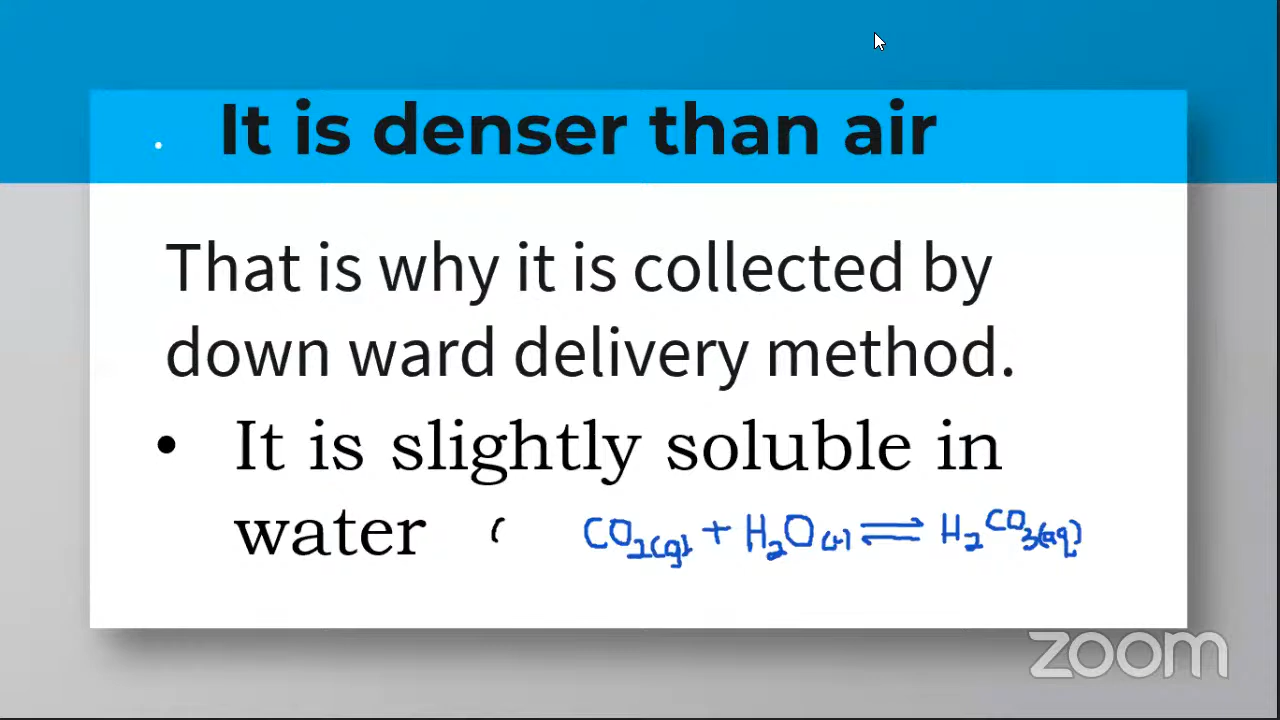 • It is denser than air
That is why it is collected by
down ward delivery method.
• It is slightly soluble in
water ( CO₂(g) + H₂O(l) ⇌ H₂CO₃(aq)
zoom